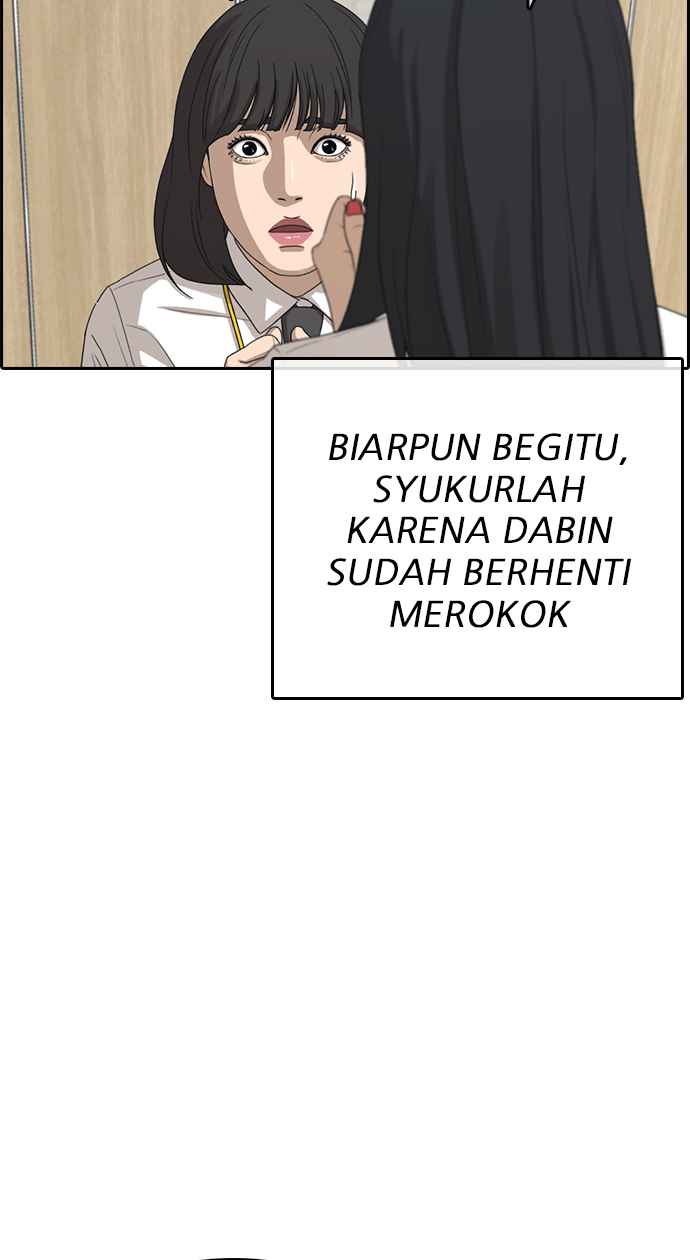 BIARPUN BEGITU,
SYUKURLAH
KARENA DABIN
SUDAH BERHENTI
MEROKOK